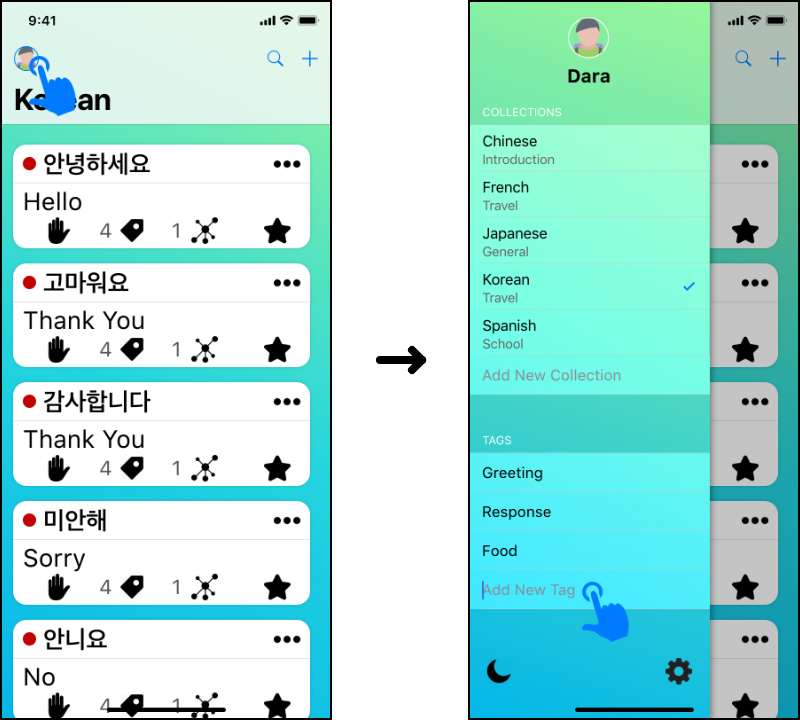 9:41
Korean
안녕하세요
Hello
4 1
고마워요
Thank You
4 1
감사합니다
Thank You
4 1
미안해
Sorry
4 1
안니요
No
4 1
Dara
COLLECTIONS
Chinese
Introduction
French
Travel
Japanese
General
Korean
Travel
Spanish
School
Add New Collection
TAGS
Greeting
Response
Food
Add New Tag